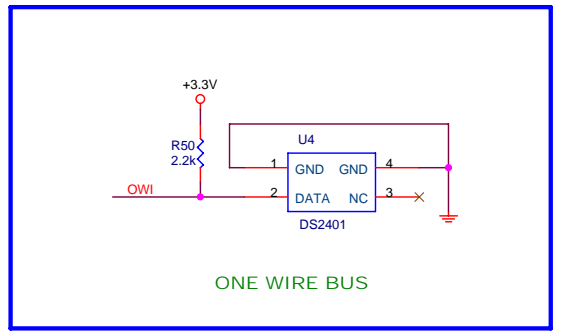 +3.3V
R50
2.2k
U4
1 GND GND 4
OWI
2 DATA NC 3
DS2401
ONE WIRE BUS